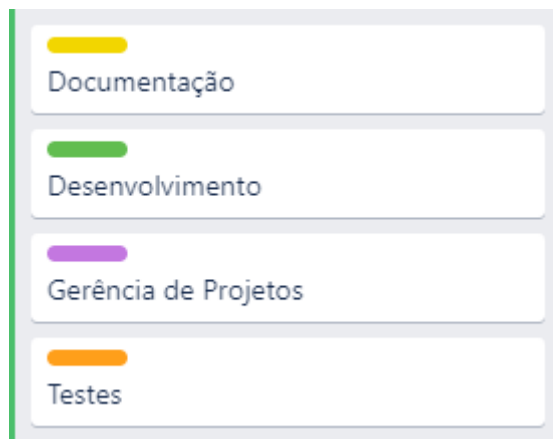 Documentação
Desenvolvimento
Gerência de Projetos
Testes